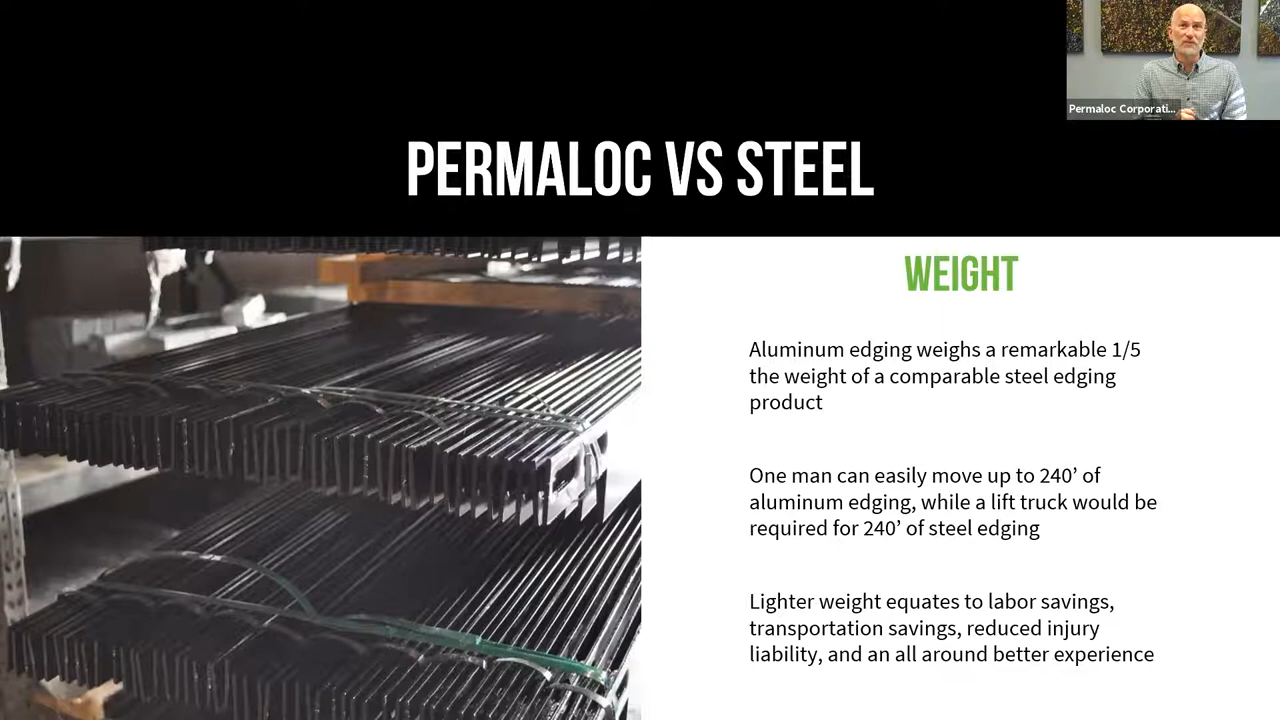 Permaloc Corporati...
PERMALOC VS STEEL
WEIGHT
Aluminum edging weighs a remarkable 1/5
the weight of a comparable steel edging
product
One man can easily move up to 240’ of
aluminum edging, while a lift truck would be
required for 240’ of steel edging
Lighter weight equates to labor savings,
transportation savings, reduced injury
liability, and an all around better experience